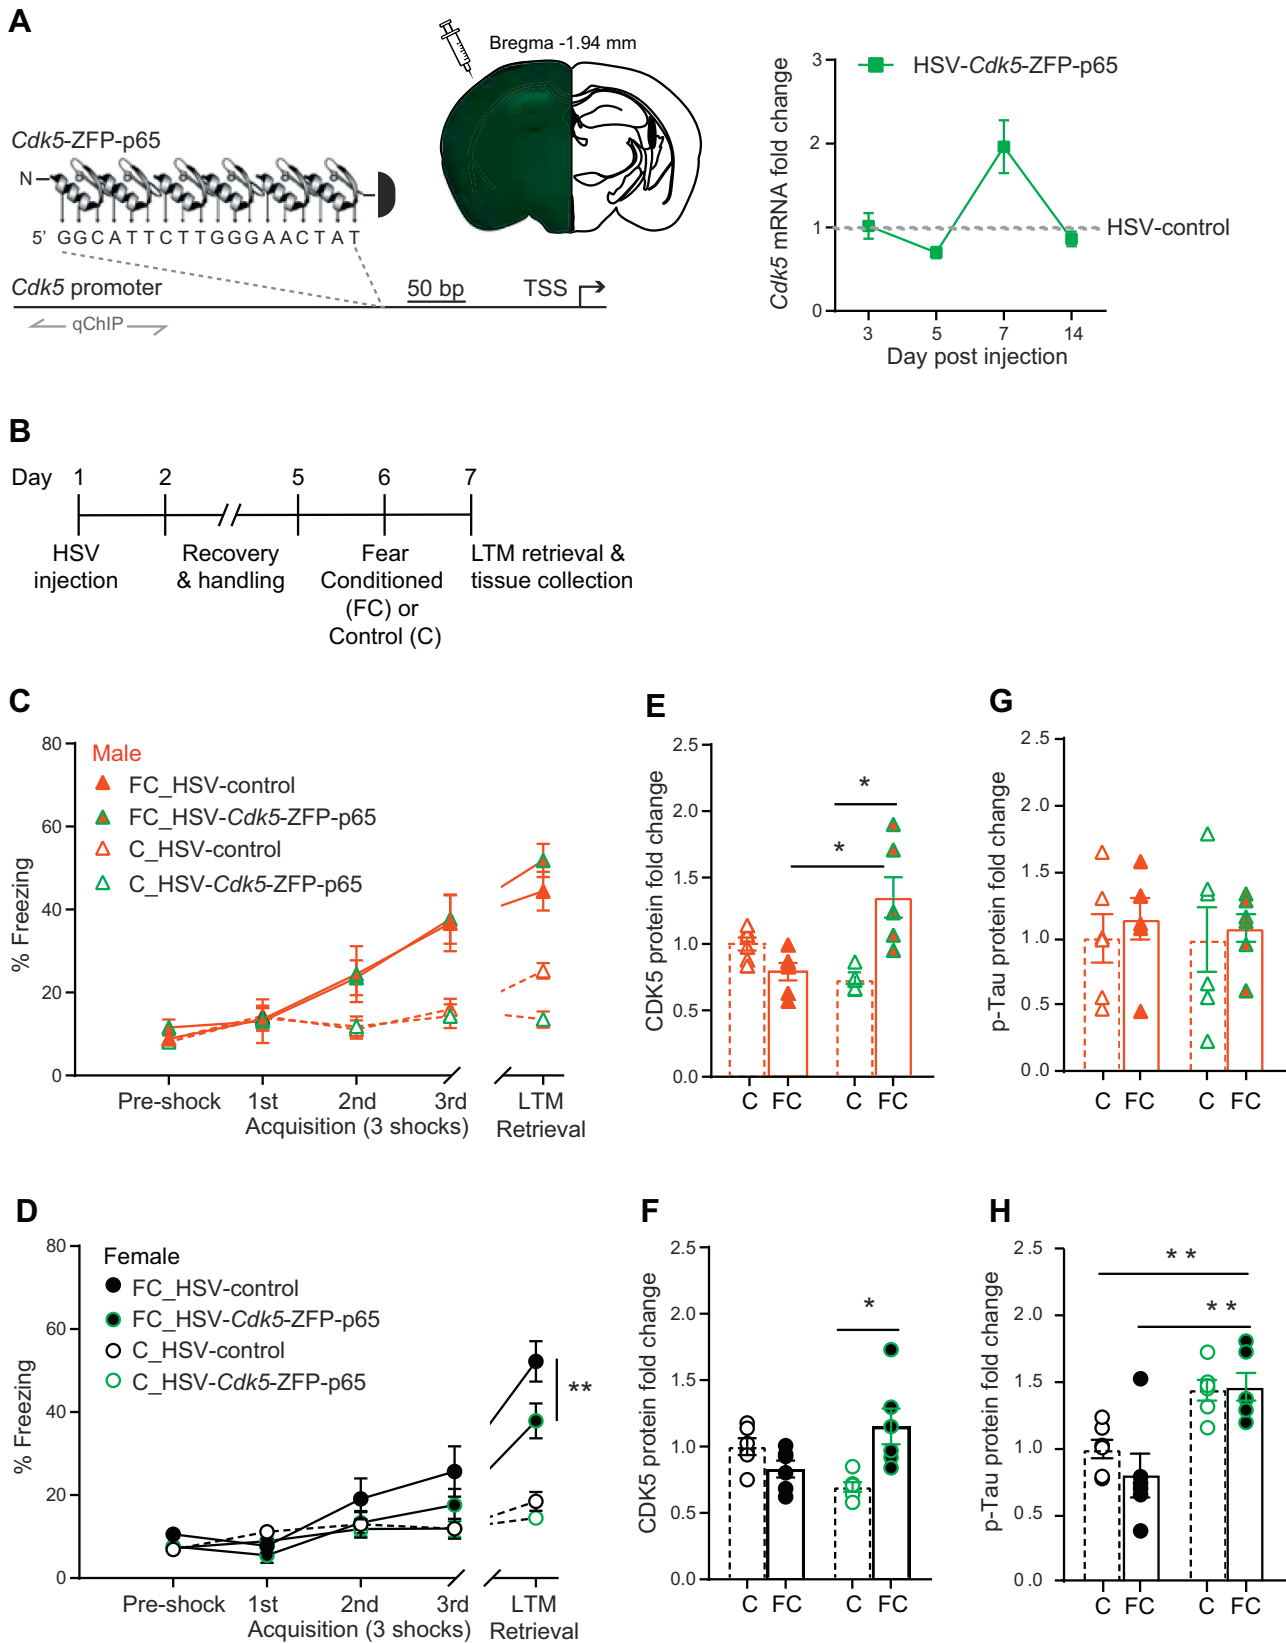 A
Bregma -1.94 mm
Cdk5-ZFP-p65
N
5' GGCATTCTTGGGAACTAT
Cdk5 promoter
50 bp
TSS
qChIP
Cdk5 mRNA fold change
3
2
1
0
HSV-Cdk5-ZFP-p65
HSV-control
3 5 7 14
Day post injection
B
Day 1 2 5 6 7
HSV
injection
Recovery
& handling
Fear
Conditioned
(FC) or
Control (C)
LTM retrieval &
tissue collection
C
% Freezing
80
60
40
20
0
Male
FC_HSV-control
FC_HSV-Cdk5-ZFP-p65
C_HSV-control
C_HSV-Cdk5-ZFP-p65
Pre-shock 1st 2nd 3rd
Acquisition (3 shocks)
LTM
Retrieval
E
CDK5 protein fold change
2.5
2.0
1.5
1.0
0.5
0.0
*
*
C FC C FC
G
p-Tau protein fold change
2.5
2.0
1.5
1.0
0.5
0.0
C FC C FC
D
% Freezing
80
60
40
20
0
Female
FC_HSV-control
FC_HSV-Cdk5-ZFP-p65
C_HSV-control
C_HSV-Cdk5-ZFP-p65
**
Pre-shock 1st 2nd 3rd
Acquisition (3 shocks)
LTM
Retrieval
F
CDK5 protein fold change
2.5
2.0
1.5
1.0
0.5
0.0
*
C FC C FC
H
p-Tau protein fold change
2.5
2.0
1.5
1.0
0.5
0.0
* *
* *
C FC C FC